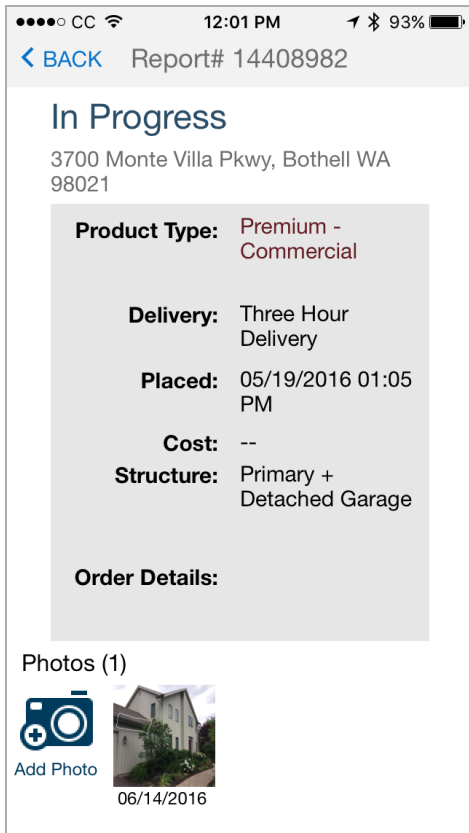 CC 12:01 PM 93%
BACK Report# 14408982
In Progress
3700 Monte Villa Pkwy, Bothell WA
98021
Product Type: Premium -
Commercial
Delivery: Three Hour
Delivery
Placed: 05/19/2016 01:05
PM
Cost: --
Structure: Primary +
Detached Garage
Order Details:
Photos (1)
Add Photo
06/14/2016